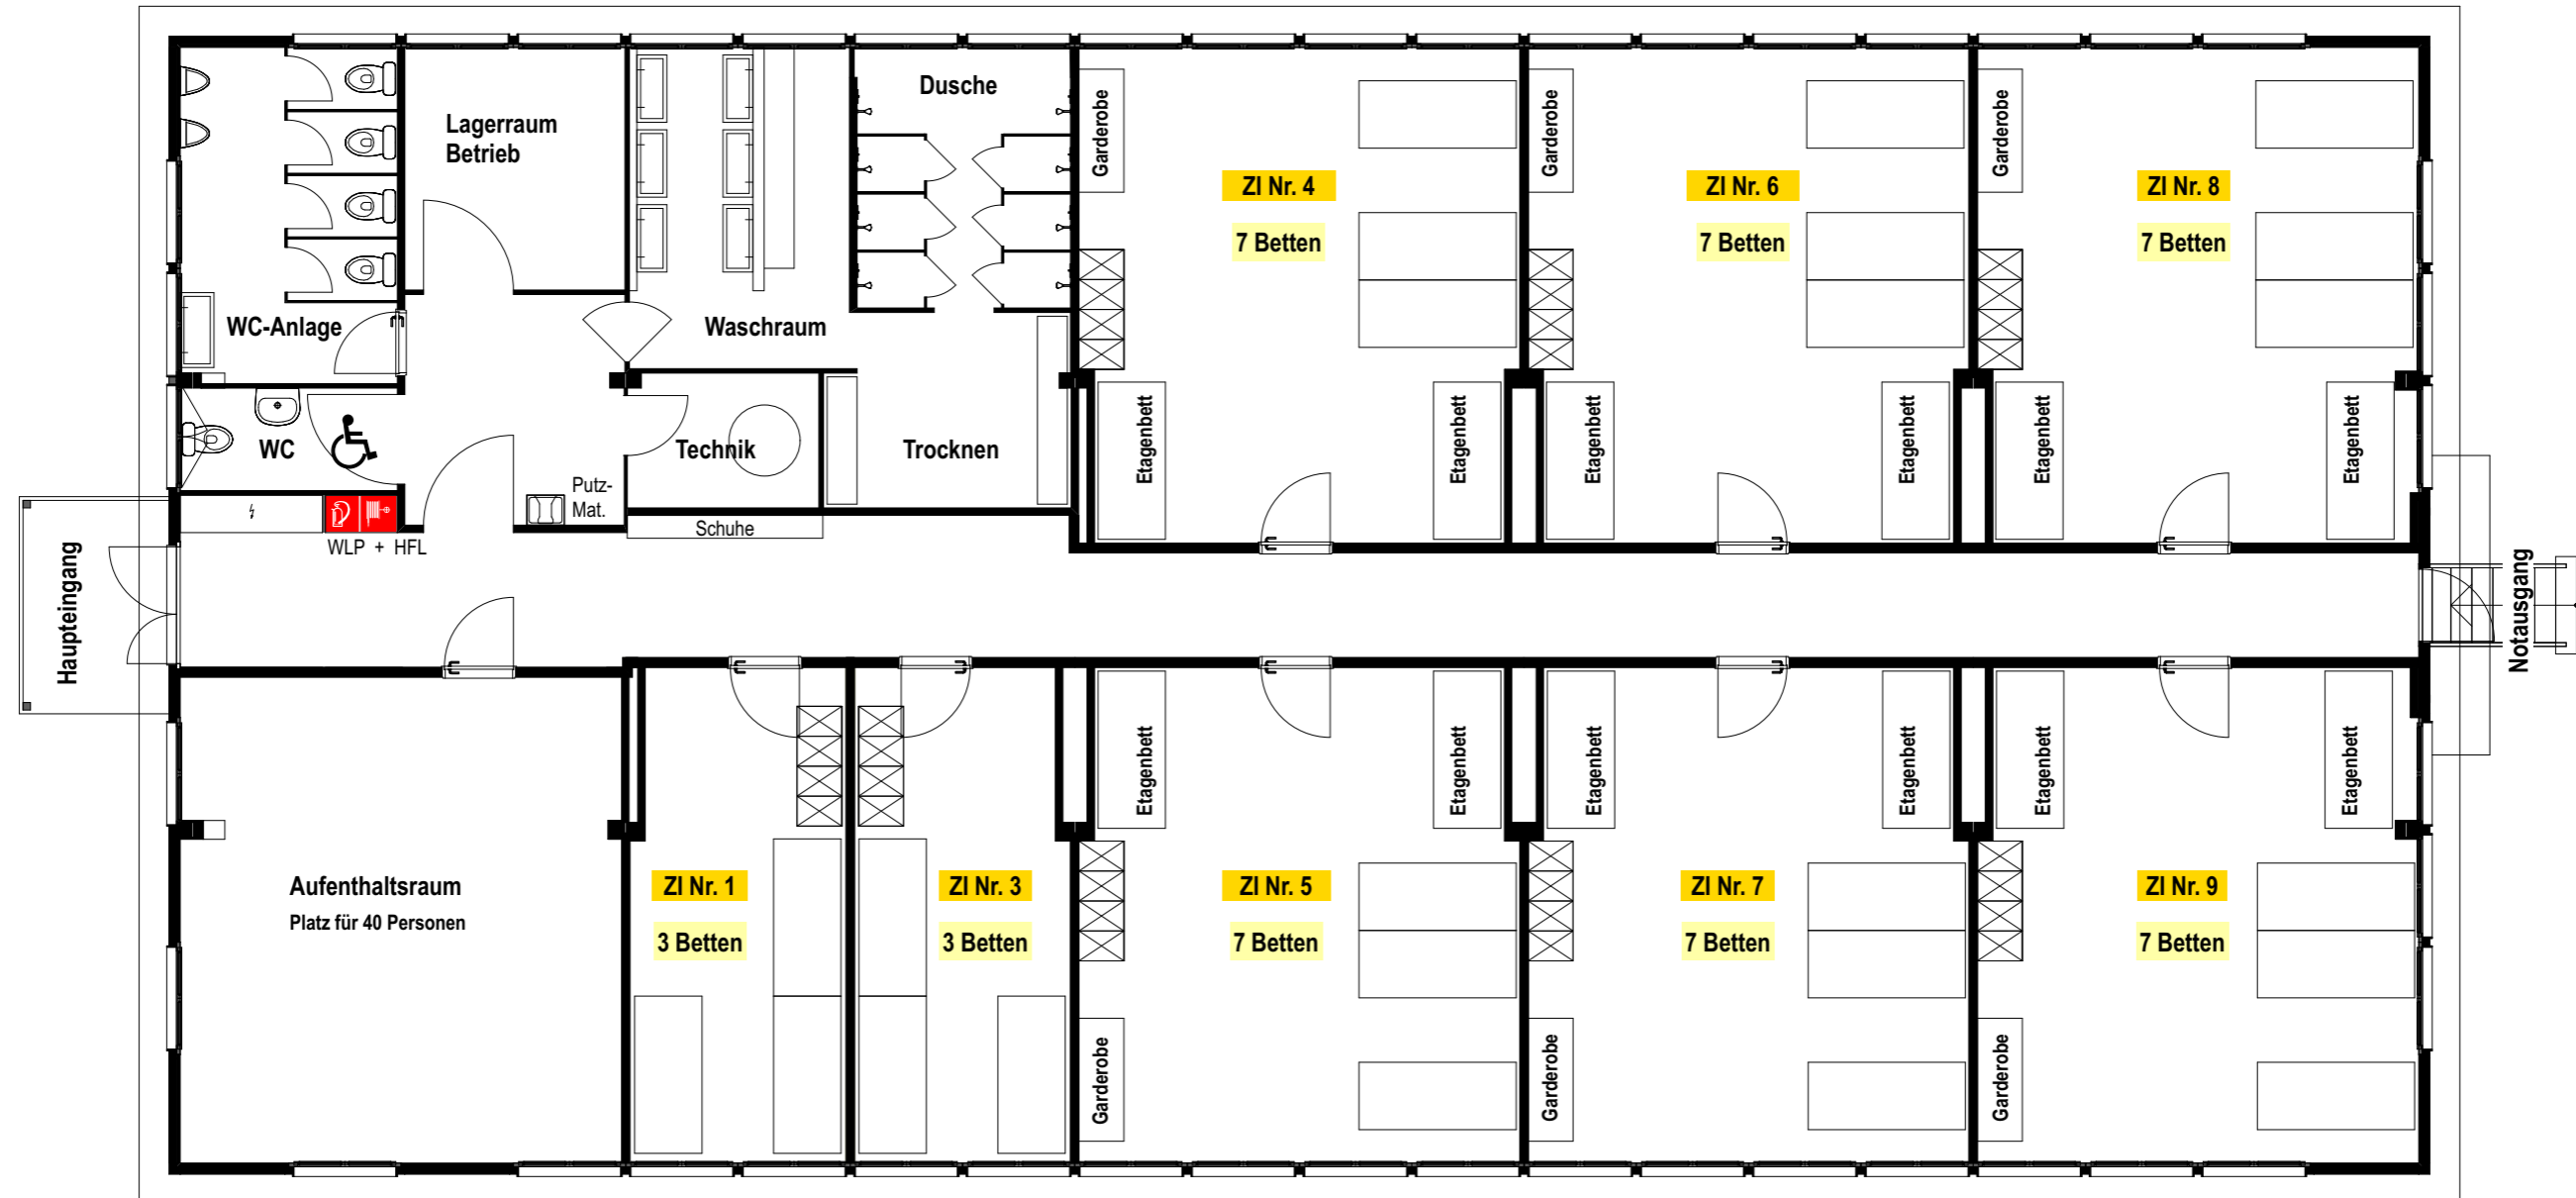 Dusche
Lagerraum
Betrieb
Garderobe
Garderobe
Garderobe
ZI Nr. 4
7 Betten
ZI Nr. 6
7 Betten
ZI Nr. 8
7 Betten
WC-Anlage
Waschraum
WC
Technik
Trocknen
Etagenbett
Etagenbett
Etagenbett
Etagenbett
Etagenbett
Etagenbett
Putz-
Mat.
Schuhe
WLP + HFL
Haupteingang
Notausgang
Etagenbett
Etagenbett
Etagenbett
Etagenbett
Etagenbett
Etagenbett
Aufenthaltsraum
Platz für 40 Personen
ZI Nr. 1
3 Betten
ZI Nr. 3
3 Betten
ZI Nr. 5
7 Betten
ZI Nr. 7
7 Betten
ZI Nr. 9
7 Betten
Garderobe
Garderobe
Garderobe